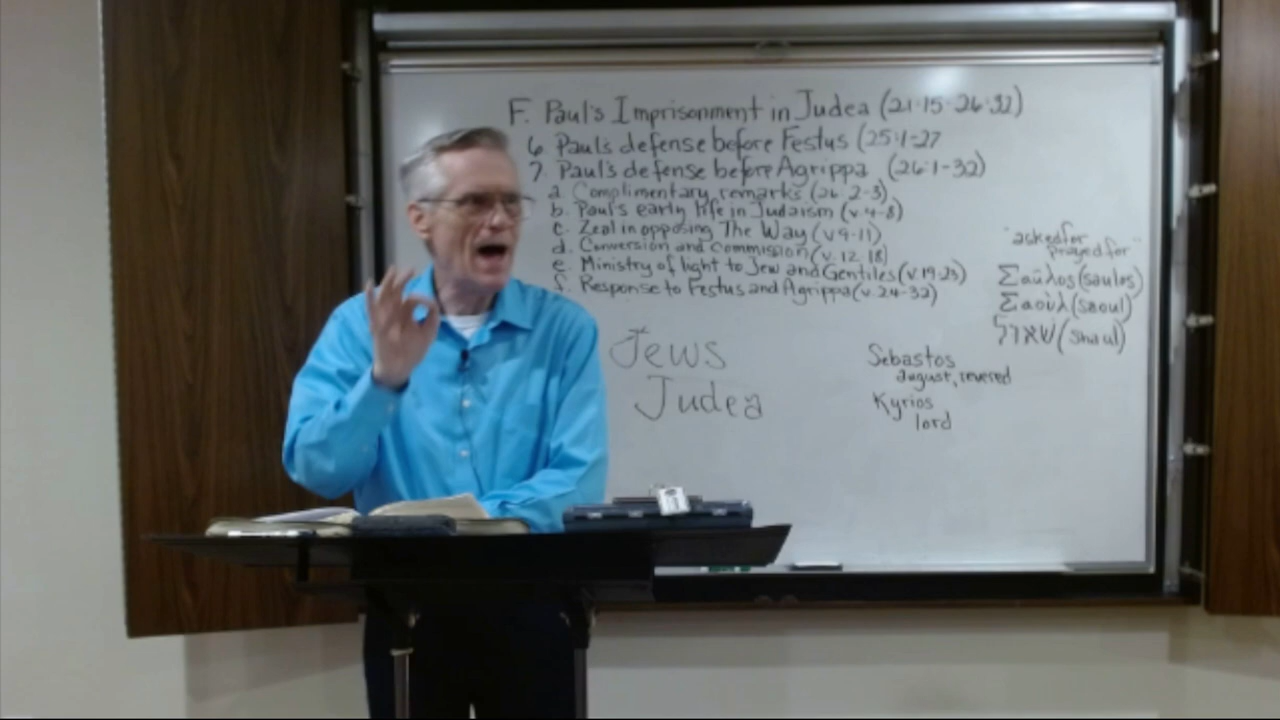 F. Paul's Imprisonment in Judea (21:15-26:32)
6 Paul's defense before Festus (25:1-27
7. Paul's defense before Agrippa (26:1-32)
a. Complimentary remarks (26:2-3)
b. Paul's early life in Judaism (v.4-8)
c. Zeal in opposing The Way (v 9-11)
d. Conversion and Commission (v.12-18)
e. Ministry of light to Jew and Gentiles (v.19-23)
f. Response to Festus and Agrippa (v.24-32)
"asked for
prayed for"
Σαῦλος (saulos)
Σαούλ (saoul)
שאול (shaul)
Jews
Judea
Sebastos
august, revered
Kyrios
lord